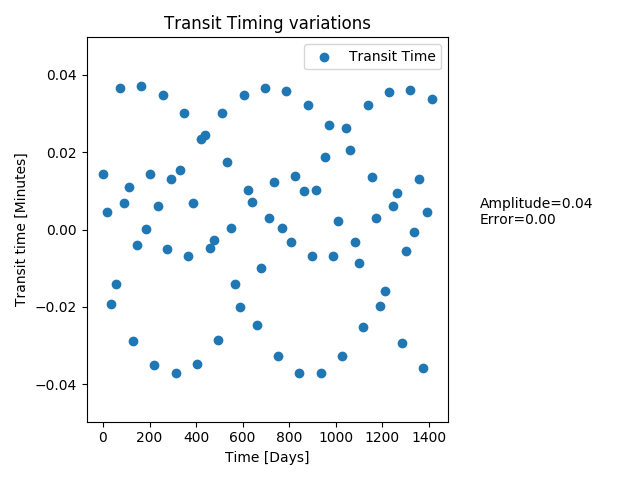 Transit Timing variations
Transit Time
0.04
0.02
0.00
−0.02
−0.04
Transit time [Minutes]
0 200 400 600 800 1000 1200 1400
Time [Days]
Amplitude=0.04
Error=0.00